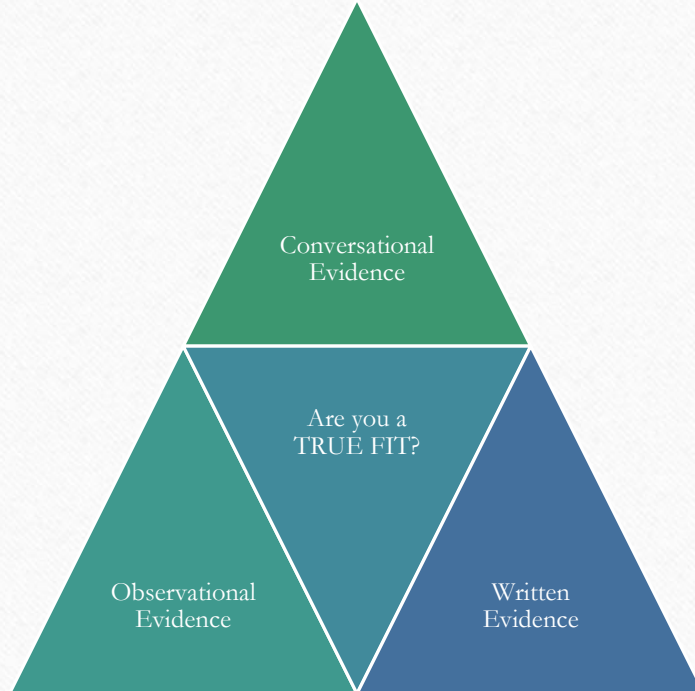 Conversational
Evidence
Are you a
TRUE FIT?
Observational
Evidence
Written
Evidence